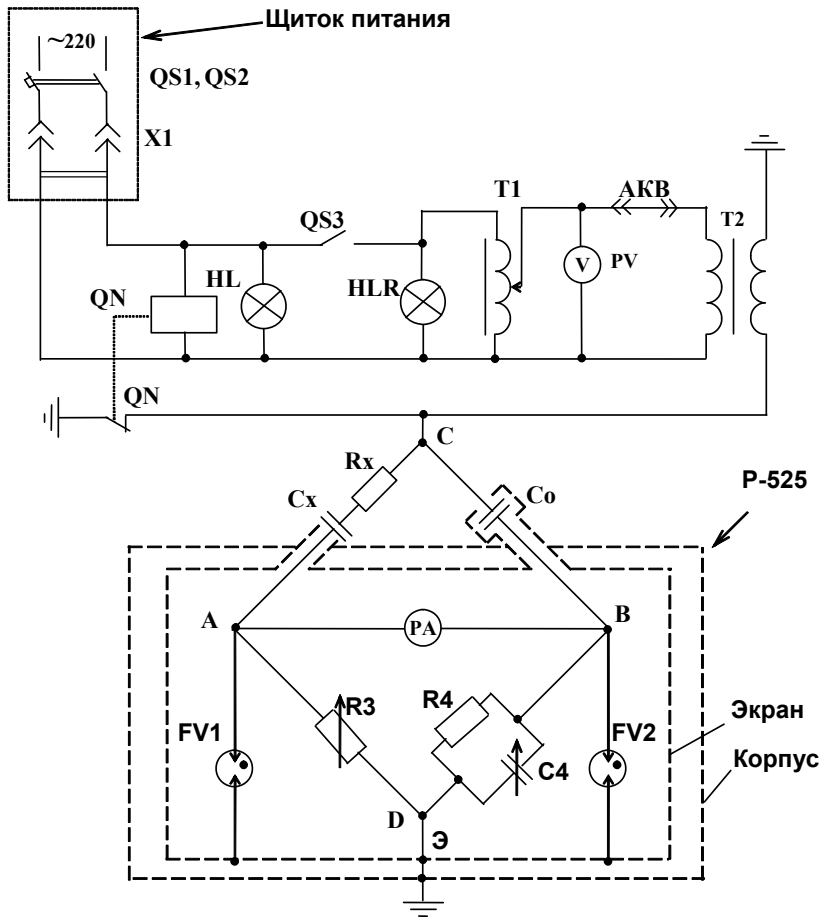 Щиток питания
~220
QS1, QS2
X1
T1
АКВ
T2
QS3
HL
HLR
V
PV
QN
QN
C
Rx
Cx
Co
P-525
A
PA
B
R3
R4
FV1
C4
FV2
Экран
Корпус
D
Э